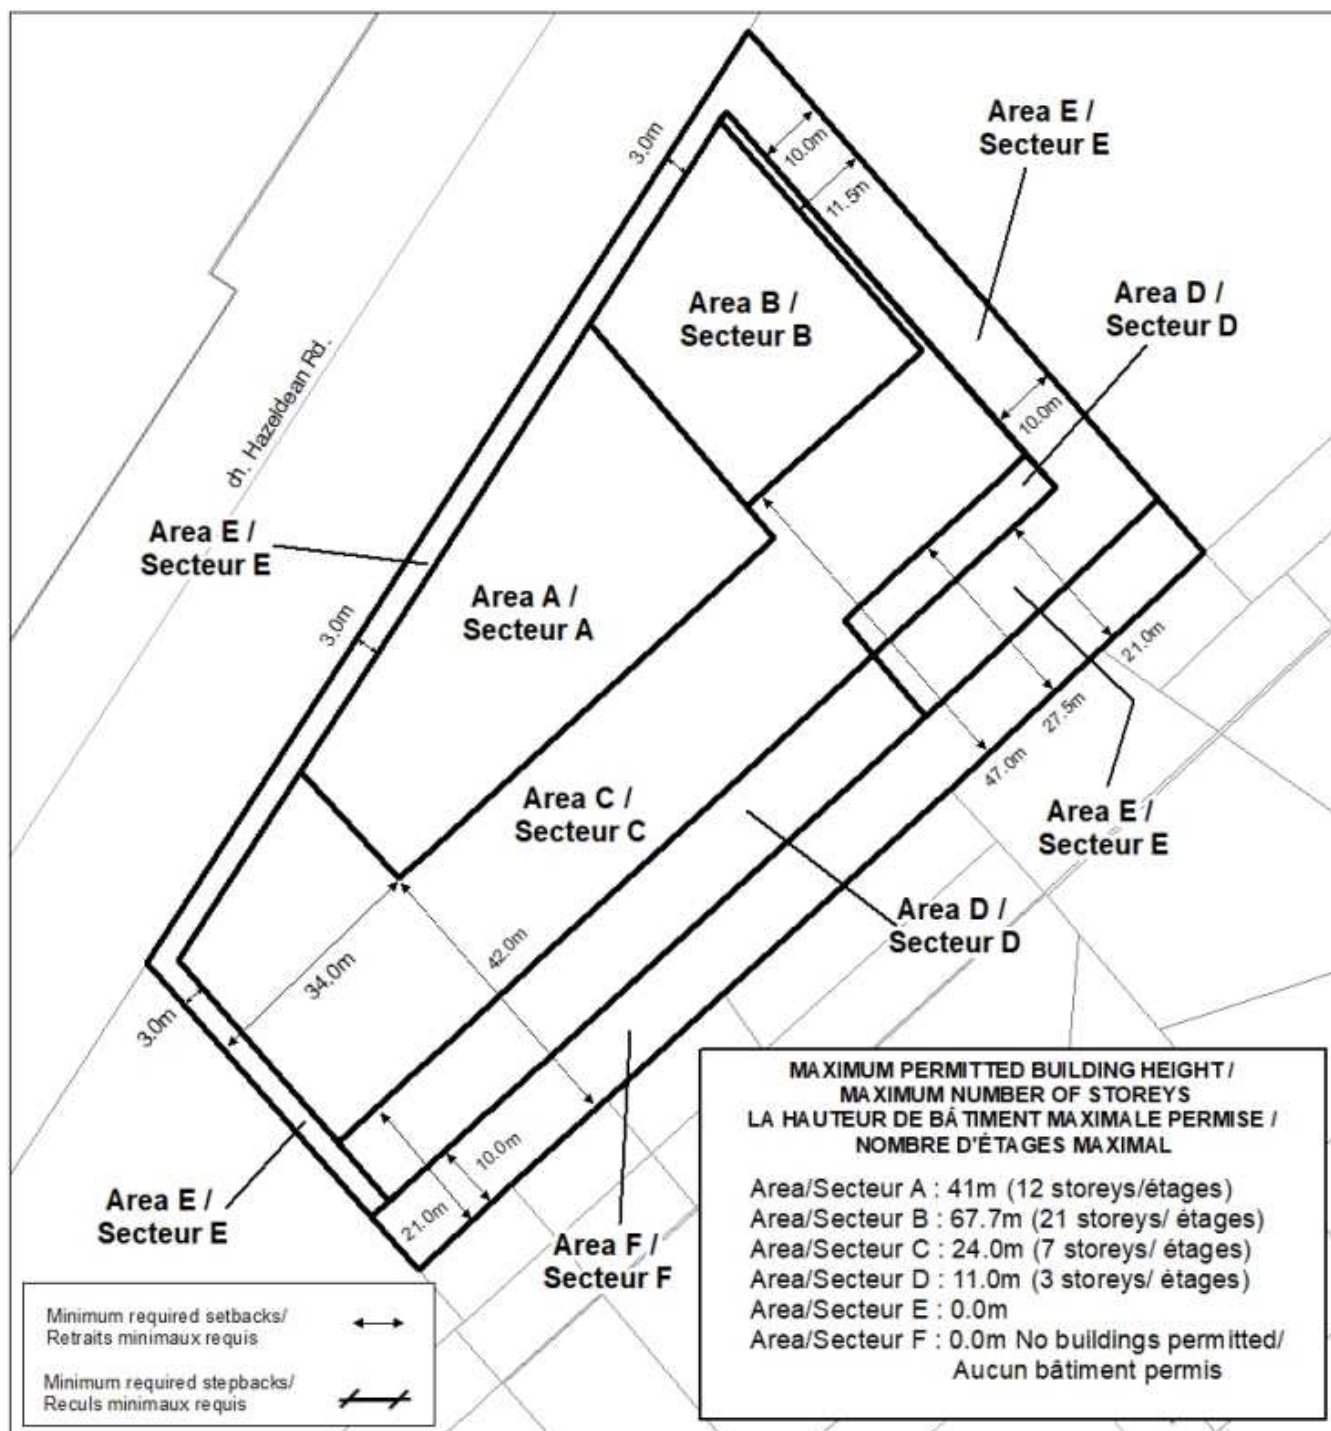 Area E /
Secteur E
3.0m
10.0m
11.5m
Area D /
Secteur D
Area B /
Secteur B
ch. Hazeldean Rd.
10.0m
Area E /
Secteur E
Area A /
Secteur A
3.0m
21.0m
27.5m
47.0m
Area C /
Secteur C
Area E /
Secteur E
Area D /
Secteur D
42.0m
34.0m
3.0m
10.0m
21.0m
Area E /
Secteur E
Area F /
Secteur F
MAXIMUM PERMITTED BUILDING HEIGHT /
MAXIMUM NUMBER OF STOREYS
LA HAUTEUR DE BÂTIMENT MAXIMALE PERMISE /
NOMBRE D'ÉTAGES MAXIMAL
Area/Secteur A : 41m (12 storeys/étages)
Area/Secteur B : 67.7m (21 storeys/ étages)
Area/Secteur C : 24.0m (7 storeys/ étages)
Area/Secteur D : 11.0m (3 storeys/ étages)
Area/Secteur E : 0.0m
Area/Secteur F : 0.0m No buildings permitted/
Aucun bâtiment permis
Minimum required setbacks/
Retraits minimaux requis
Minimum required stepbacks/
Reculs minimaux requis